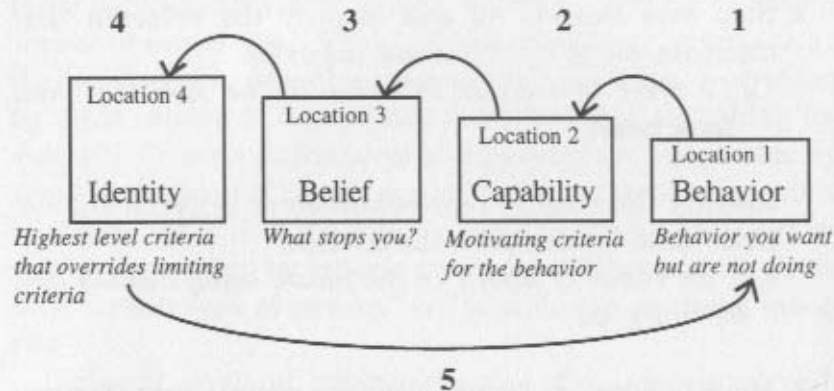 4 3 2 1
Location 4
Location 3
Location 2
Location 1
Identity Belief Capability Behavior
Highest level criteria
that overrides limiting
criteria
What stops you?
Motivating criteria
for the behavior
Behavior you want
but are not doing
5